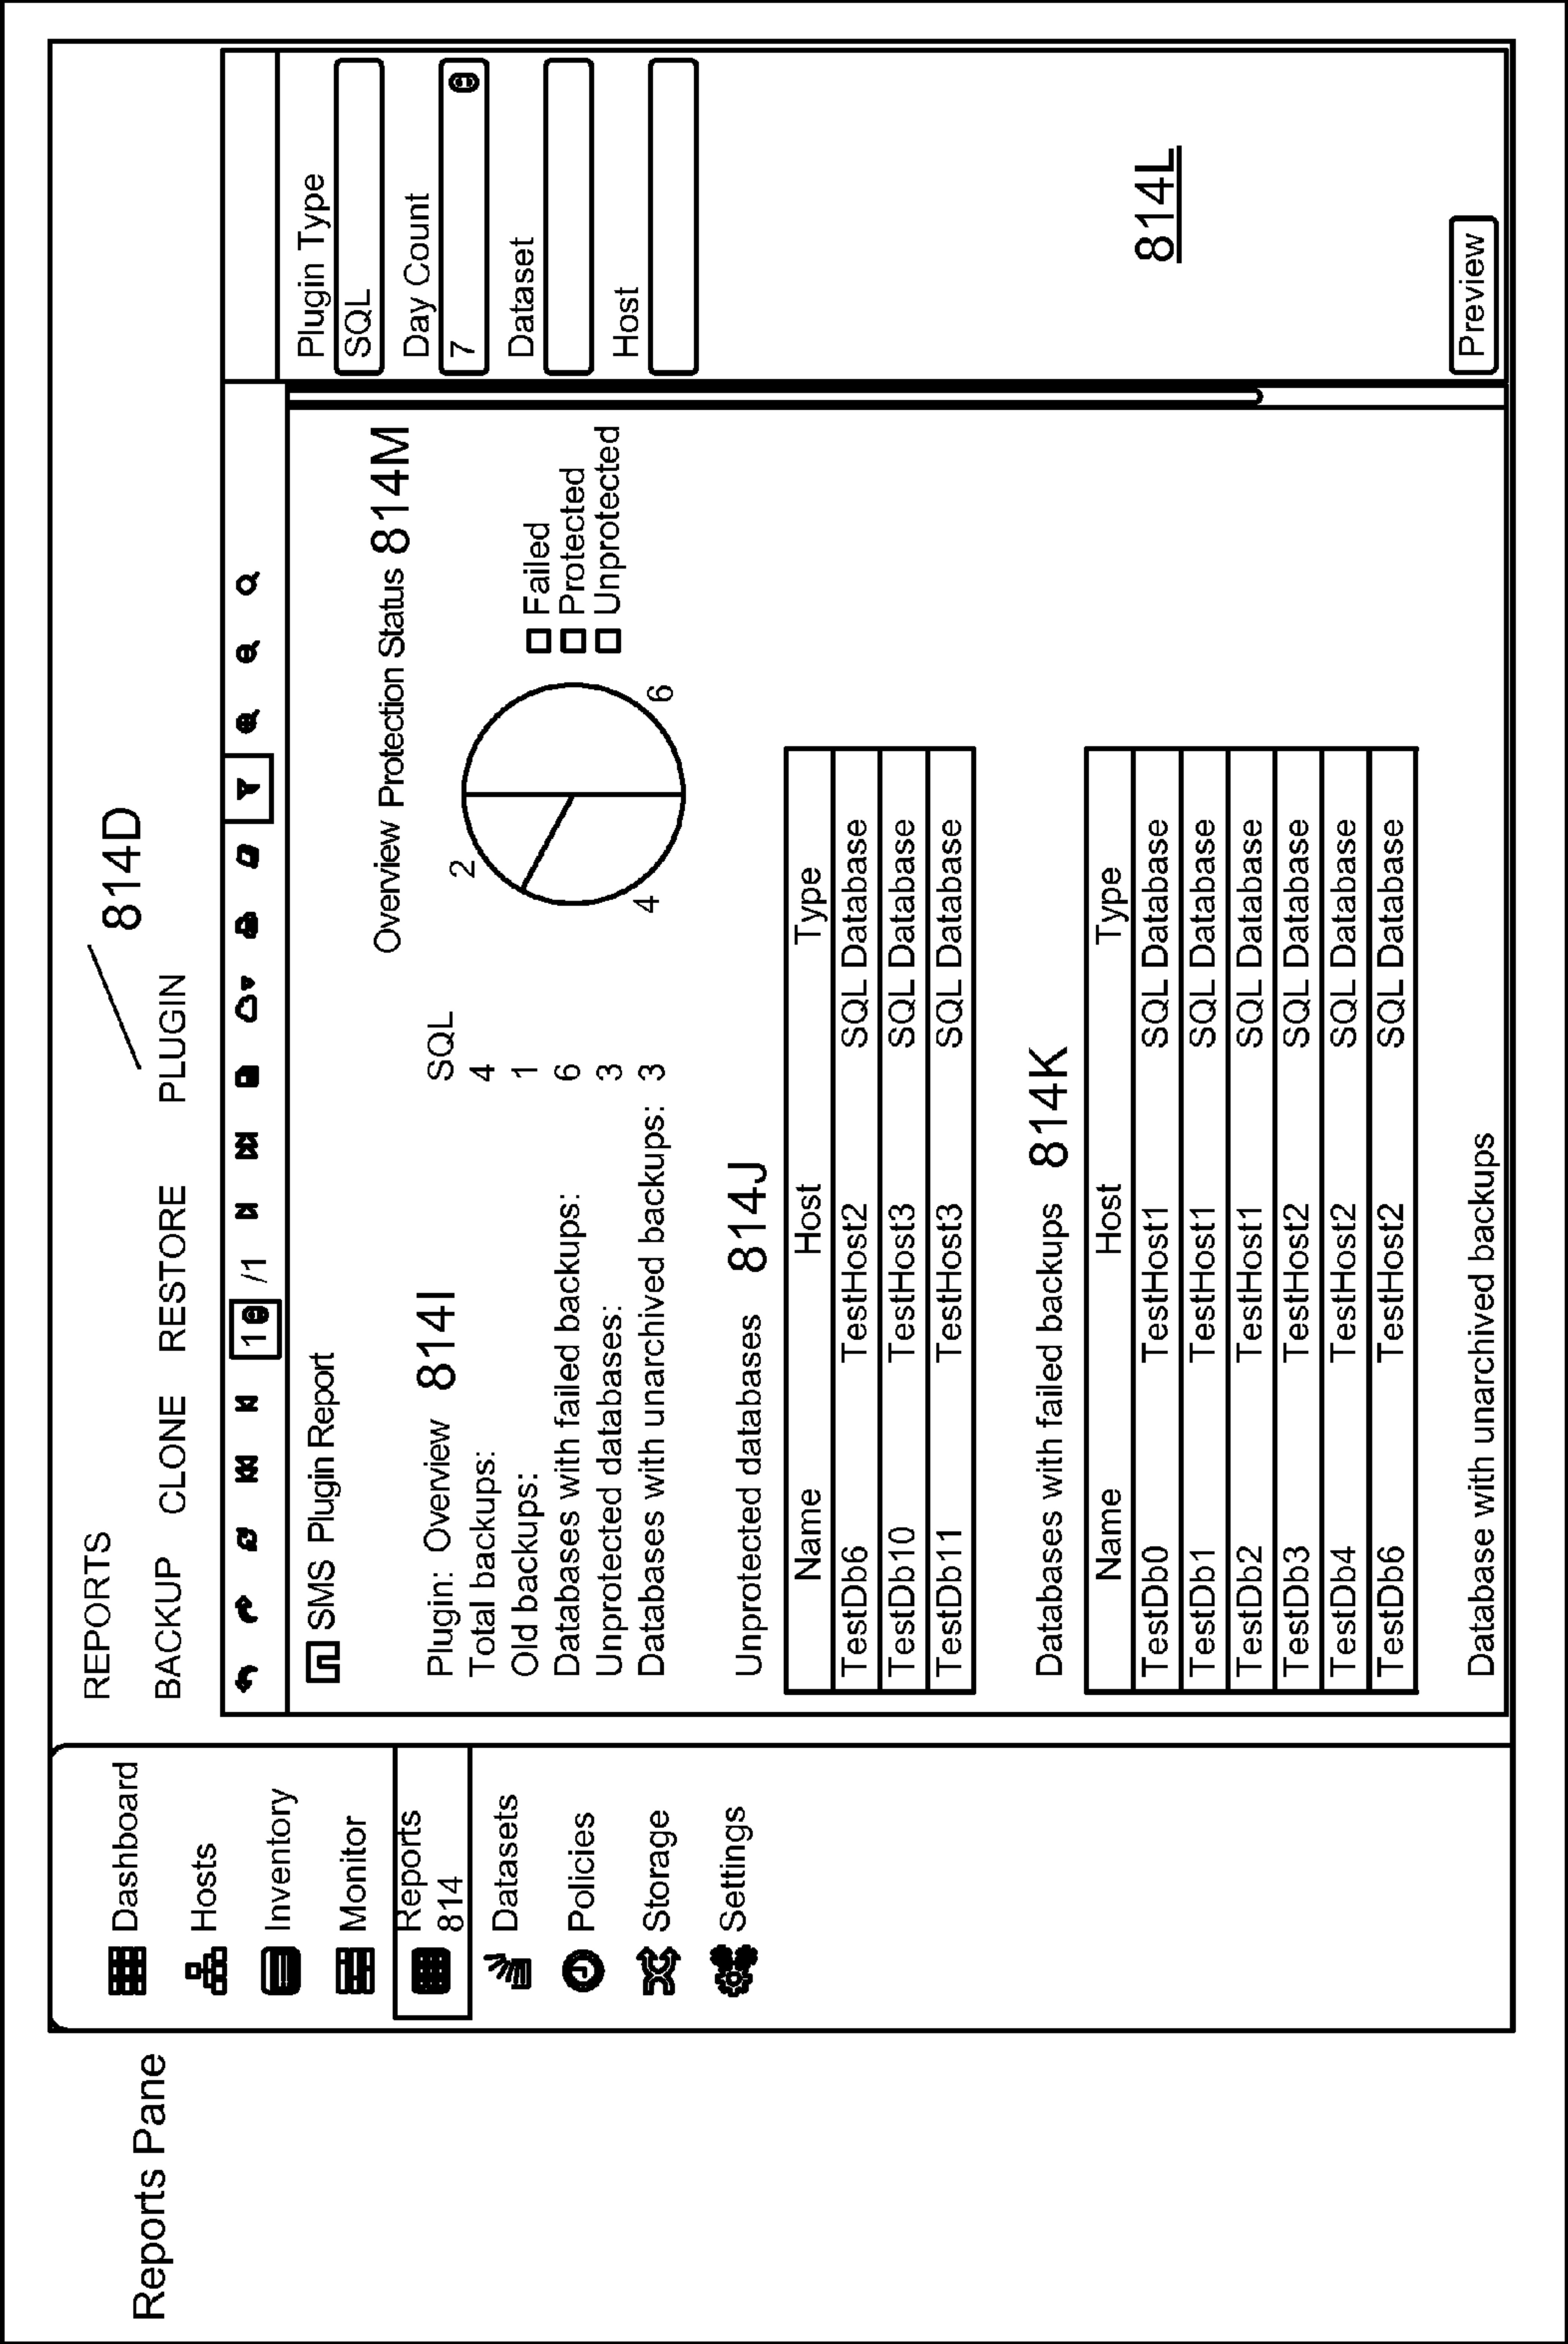 Reports Pane
Dashboard
Hosts
Inventory
Monitor
Reports
814
Datasets
Policies
Storage
Settings
REPORTS
814D
BACKUP CLONE RESTORE PLUGIN
1 /1
SMS Plugin Report
Plugin: Overview 814I SQL
Total backups: 4
Old backups: 1
Databases with failed backups: 6
Unprotected databases: 3
Databases with unarchived backups: 3
Overview Protection Status 814M
2
4
6
Failed
Protected
Unprotected
Unprotected databases 814J
Name Host Type
TestDb6 TestHost2 SQL Database
TestDb10 TestHost3 SQL Database
TestDb11 TestHost3 SQL Database
Databases with failed backups 814K
Name Host Type
TestDb0 TestHost1 SQL Database
TestDb1 TestHost1 SQL Database
TestDb2 TestHost1 SQL Database
TestDb3 TestHost2 SQL Database
TestDb4 TestHost2 SQL Database
TestDb6 TestHost2 SQL Database
Database with unarchived backups
Plugin Type
SQL
Day Count
7
Dataset
Host
814L
Preview